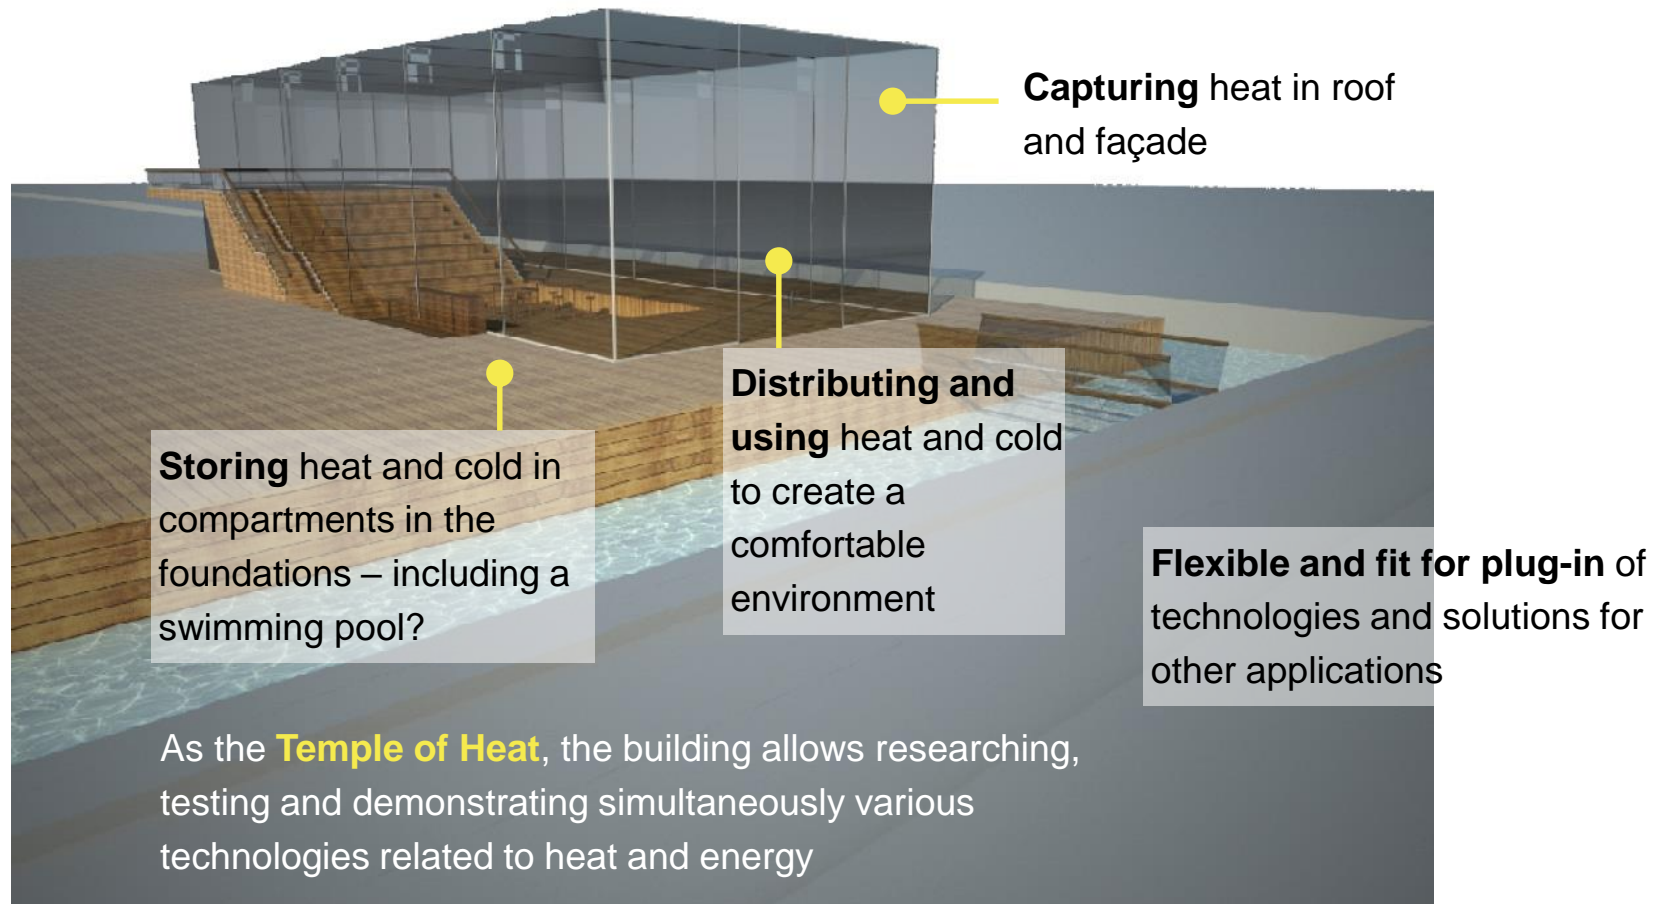 Capturing heat in roof
and façade
Distributing and
using heat and cold
to create a
comfortable
environment
Storing heat and cold in
compartments in the
foundations – including a
swimming pool?
Flexible and fit for plug-in of
technologies and solutions for
other applications
As the Temple of Heat, the building allows researching,
testing and demonstrating simultaneously various
technologies related to heat and energy